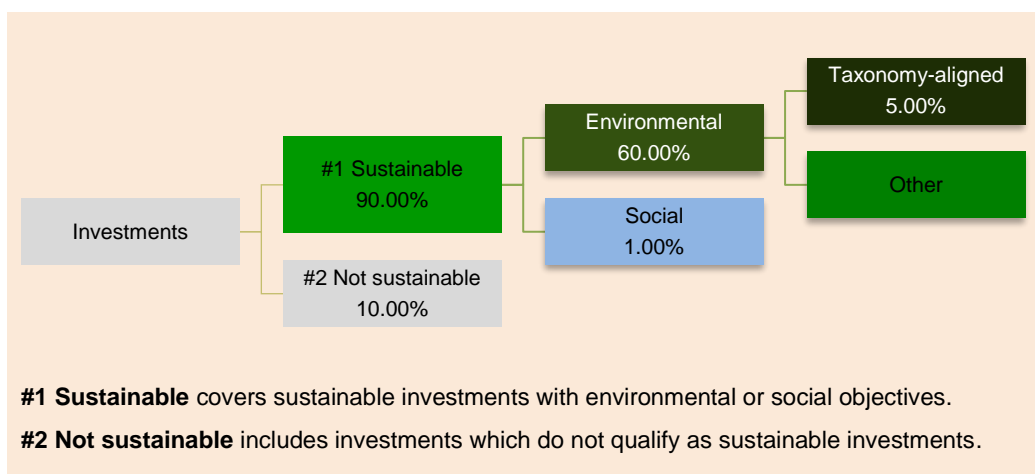 Investments
#1 Sustainable
90.00%
#2 Not sustainable
10.00%
Environmental
60.00%
Social
1.00%
Taxonomy-aligned
5.00%
Other
#1 Sustainable covers sustainable investments with environmental or social objectives.
#2 Not sustainable includes investments which do not qualify as sustainable investments.